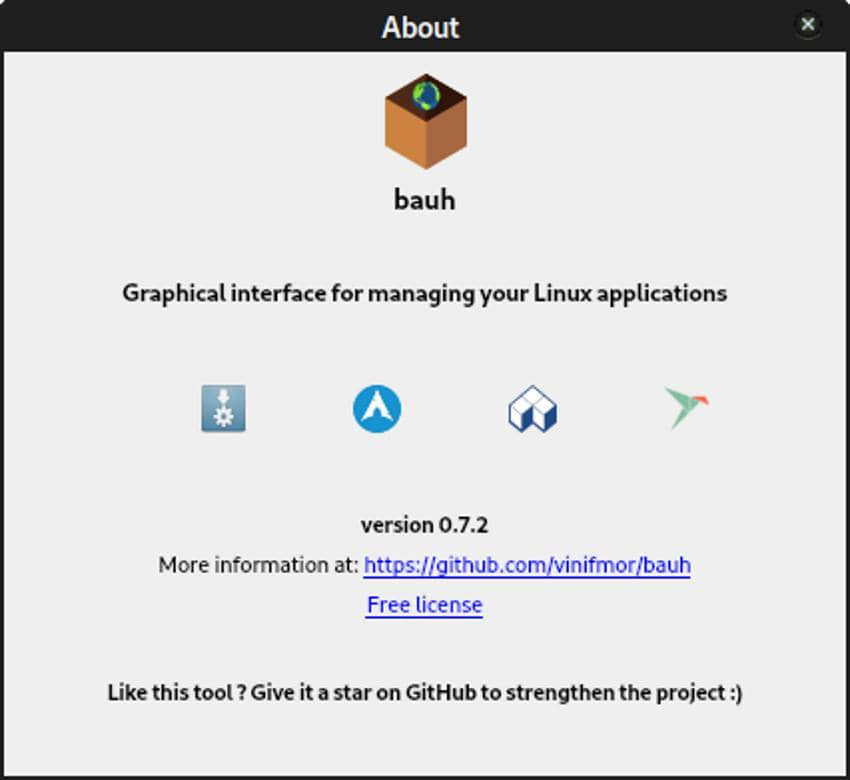 About
bauh
Graphical interface for managing your Linux applications
version 0.7.2
More information at: https://github.com/vinifmor/bauh
Free license
Like this tool ? Give it a star on GitHub to strengthen the project :)